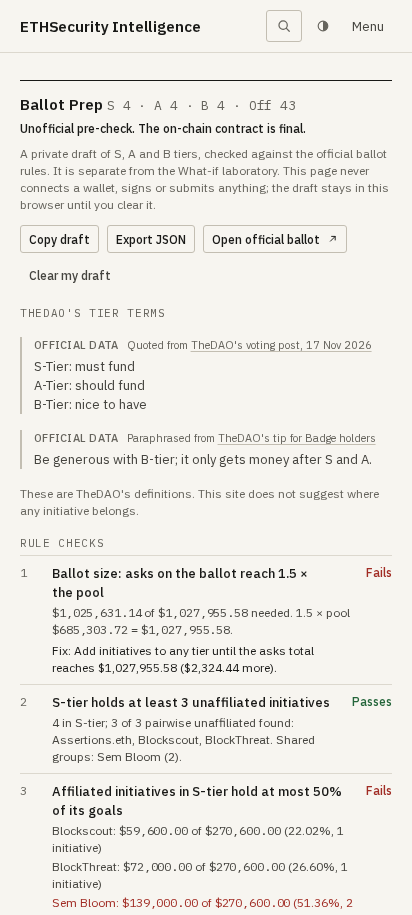 ETHSecurity Intelligence
Menu
Ballot Prep S 4 · A 4 · B 4 · Off 43
Unofficial pre-check. The on-chain contract is final.
A private draft of S, A and B tiers, checked against the official ballot
rules. It is separate from the What-if laboratory. This page never
connects a wallet, signs or submits anything; the draft stays in this
browser until you clear it.
Copy draft
Export JSON
Open official ballot ↗
Clear my draft
THEDAO'S TIER TERMS
OFFICIAL DATA Quoted from TheDAO's voting post, 17 Nov 2026
S-Tier: must fund
A-Tier: should fund
B-Tier: nice to have
OFFICIAL DATA Paraphrased from TheDAO's tip for Badge holders
Be generous with B-tier; it only gets money after S and A.
These are TheDAO's definitions. This site does not suggest where
any initiative belongs.
RULE CHECKS
1 Ballot size: asks on the ballot reach 1.5 × Fails
the pool
$1,025,631.14 of $1,027,955.58 needed. 1.5 × pool
$685,303.72 = $1,027,955.58.
Fix: Add initiatives to any tier until the asks total
reaches $1,027,955.58 ($2,324.44 more).
2 S-tier holds at least 3 unaffiliated initiatives Passes
4 in S-tier; 3 of 3 pairwise unaffiliated found:
Assertions.eth, Blockscout, BlockThreat. Shared
groups: Sem Bloom (2).
3 Affiliated initiatives in S-tier hold at most 50% Fails
of its goals
Blockscout: $59,600.00 of $270,600.00 (22.02%, 1
initiative)
BlockThreat: $72,000.00 of $270,600.00 (26.60%, 1
initiative)
Sem Bloom: $139,000.00 of $270,600.00 (51.36%, 2